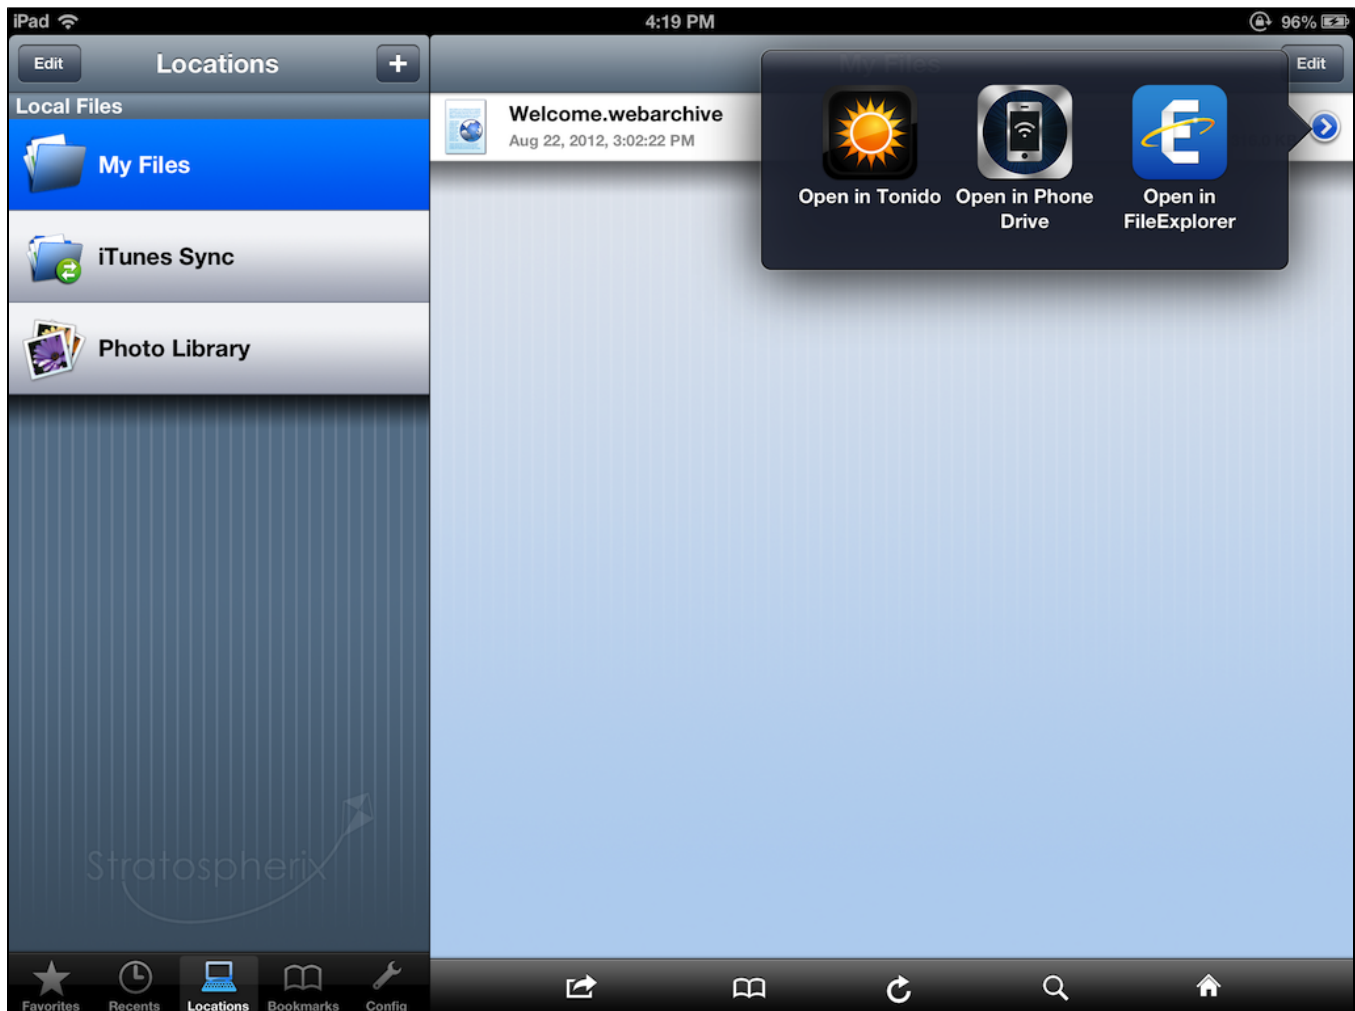 iPad
4:19 PM
96%
Edit
Locations
+
Local Files
My Files
iTunes Sync
Photo Library
Stratospherix
Favorites
Recents
Locations
Bookmarks
Config
My Files
Edit
Welcome.webarchive
Aug 22, 2012, 3:02:22 PM
Open in Tonido
Open in Phone
Drive
Open in
FileExplorer